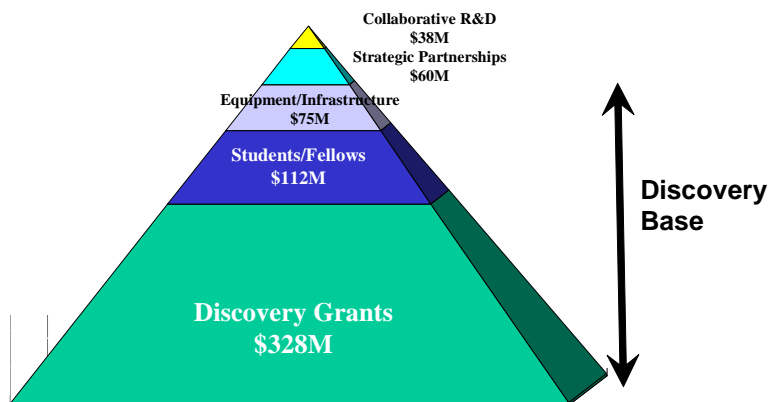 Collaborative R&D
$38M
Strategic Partnerships
$60M
Equipment/Infrastructure
$75M
Students/Fellows
$112M
Discovery
Base
Discovery Grants
$328M